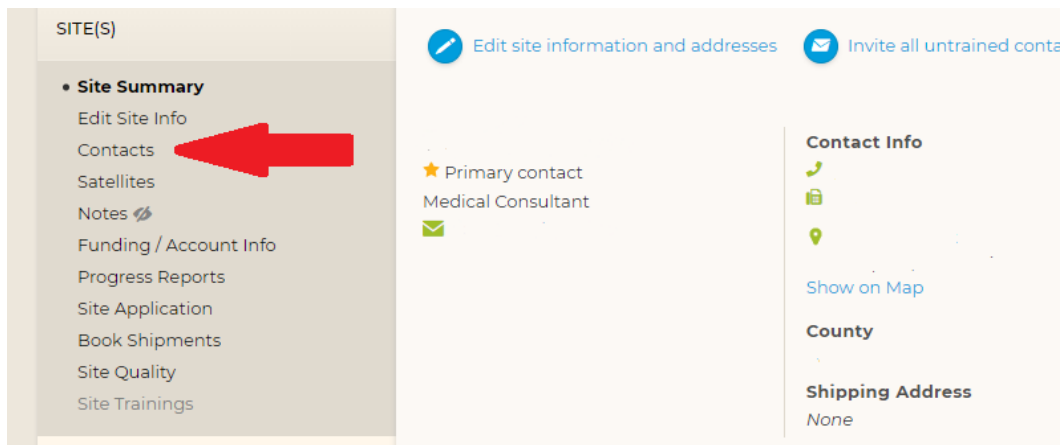 SITE(S)
Site Summary
Edit Site Info
Contacts
Satellites
Notes
Funding / Account Info
Progress Reports
Site Application
Book Shipments
Site Quality
Site Trainings
Edit site information and addresses
Invite all untrained
Primary contact
Medical Consultant
Contact Info
Show on Map
County
Shipping Address
None